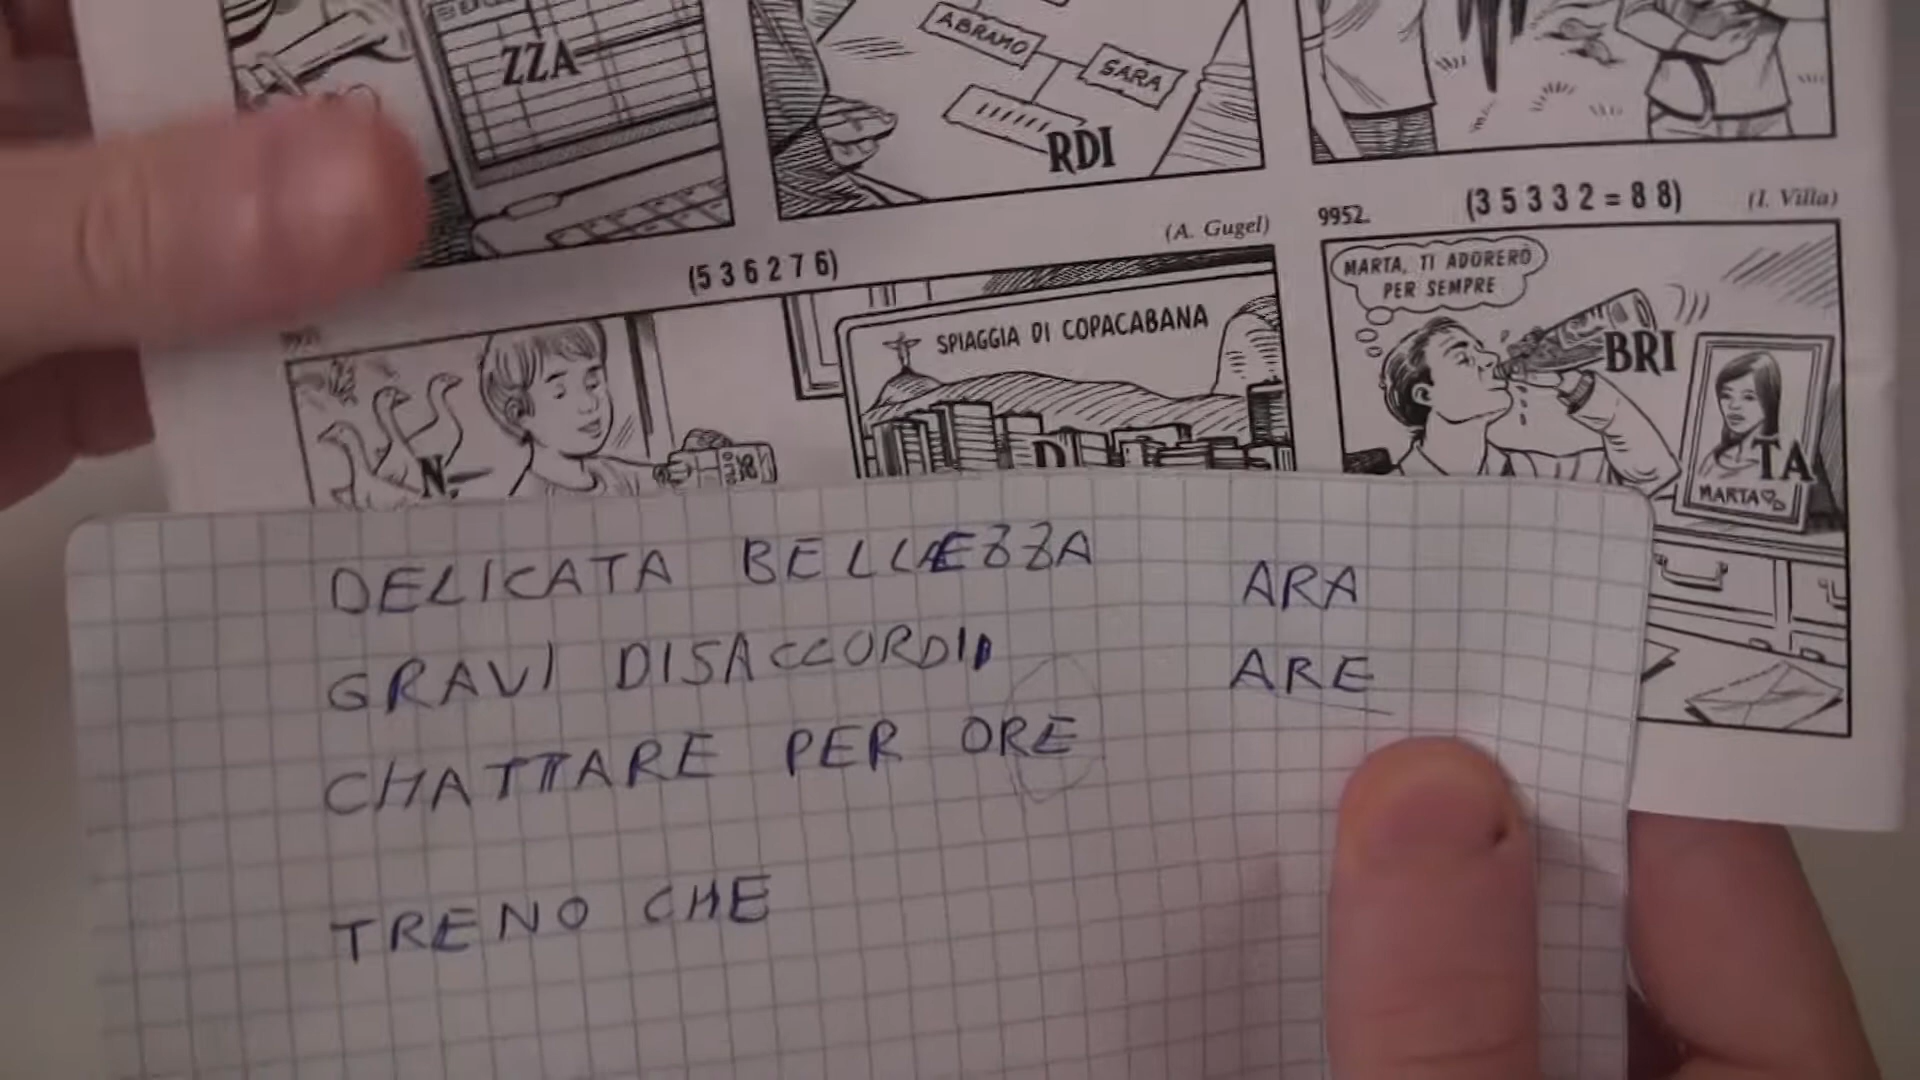 ZZA
ABRAMO
SARA
RDI
(A. Gugel)
(5 3 6 2 7 6)
9952.
(3 5 3 3 2 = 8 8)
(I. Villa)
MARTA, TI ADORERÒ
PER SEMPRE
SPIAGGIA DI COPACABANA
BRI
N
D
TA
MARTA
DELICATA BELLEZZA
GRAVI DISACCORDI
CHATTARE PER ORE
TRENO CHE
ARA
ARE